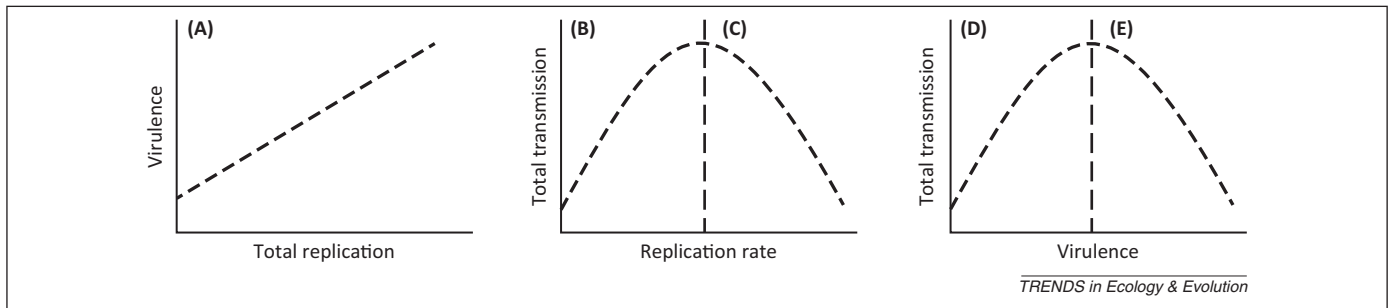 (A)
Virulence
Total replication
(B)
(C)
Total transmission
Replication rate
(D)
(E)
Total transmission
Virulence
TRENDS in Ecology & Evolution